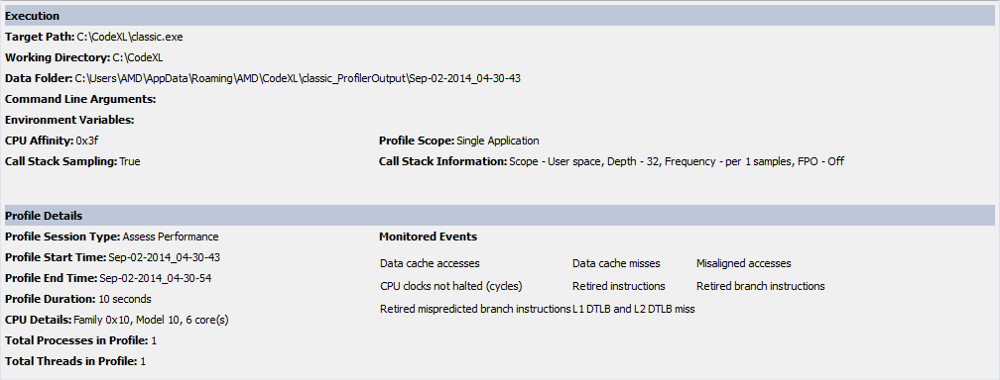 Execution
Target Path: C:\CodeXL\classic.exe
Working Directory: C:\CodeXL
Data Folder: C:\Users\AMD\AppData\Roaming\AMD\CodeXL\classic_ProfilerOutput\Sep-02-2014_04-30-43
Command Line Arguments:
Environment Variables:
CPU Affinity: 0x3f Profile Scope: Single Application
Call Stack Sampling: True Call Stack Information: Scope - User space, Depth - 32, Frequency - per 1 samples, FPO - Off
Profile Details
Profile Session Type: Assess Performance Monitored Events
Profile Start Time: Sep-02-2014_04-30-43 Data cache accesses Data cache misses Misaligned accesses
Profile End Time: Sep-02-2014_04-30-54 CPU clocks not halted (cycles) Retired instructions Retired branch instructions
Profile Duration: 10 seconds Retired mispredicted branch instructions L1 DTLB and L2 DTLB miss
CPU Details: Family 0x10, Model 10, 6 core(s)
Total Processes in Profile: 1
Total Threads in Profile: 1